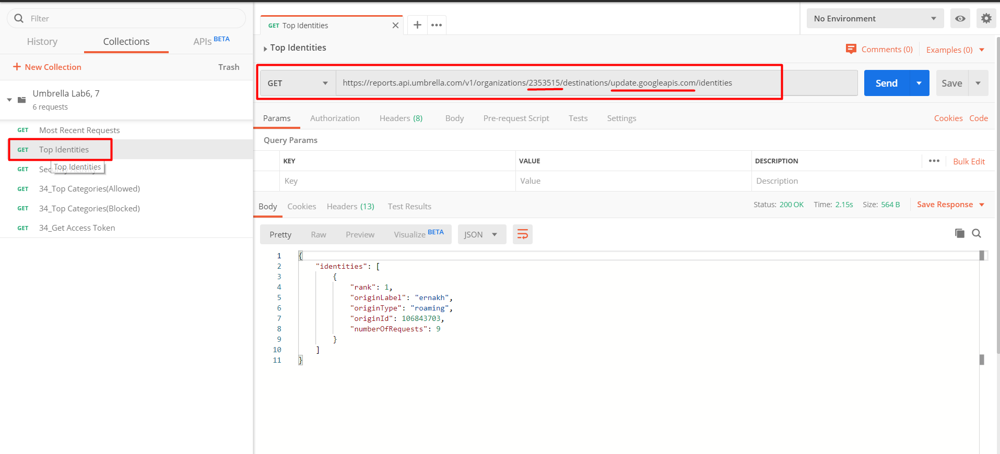 Filter
History Collections APIs BETA
+ New Collection Trash
Umbrella Lab6, 7
6 requests
GET Most Recent Requests
GET Top Identities
Top Identities
GET
GET 34_Top Categories(Allowed)
GET 34_Top Categories(Blocked)
GET 34_Get Access Token
GET Top Identities
No Environment
Top Identities
Comments (0) Examples (0)
GET https://reports.api.umbrella.com/v1/organizations/2353515/destinations/update.googleapis.com/identities Send Save
Params Authorization Headers (8) Body Pre-request Script Tests Settings Cookies Code
Query Params
KEY VALUE DESCRIPTION Bulk Edit
Key Value Description
Body Cookies Headers (13) Test Results Status: 200 OK Time: 2.15s Size: 564 B Save Response
Pretty Raw Preview Visualize BETA JSON
1 {
2 "identities": [
3 {
4 "rank": 1,
5 "originLabel": "ernakh",
6 "originType": "roaming",
7 "originId": 106843703,
8 "numberOfRequests": 9
9 }
10 ]
11 }